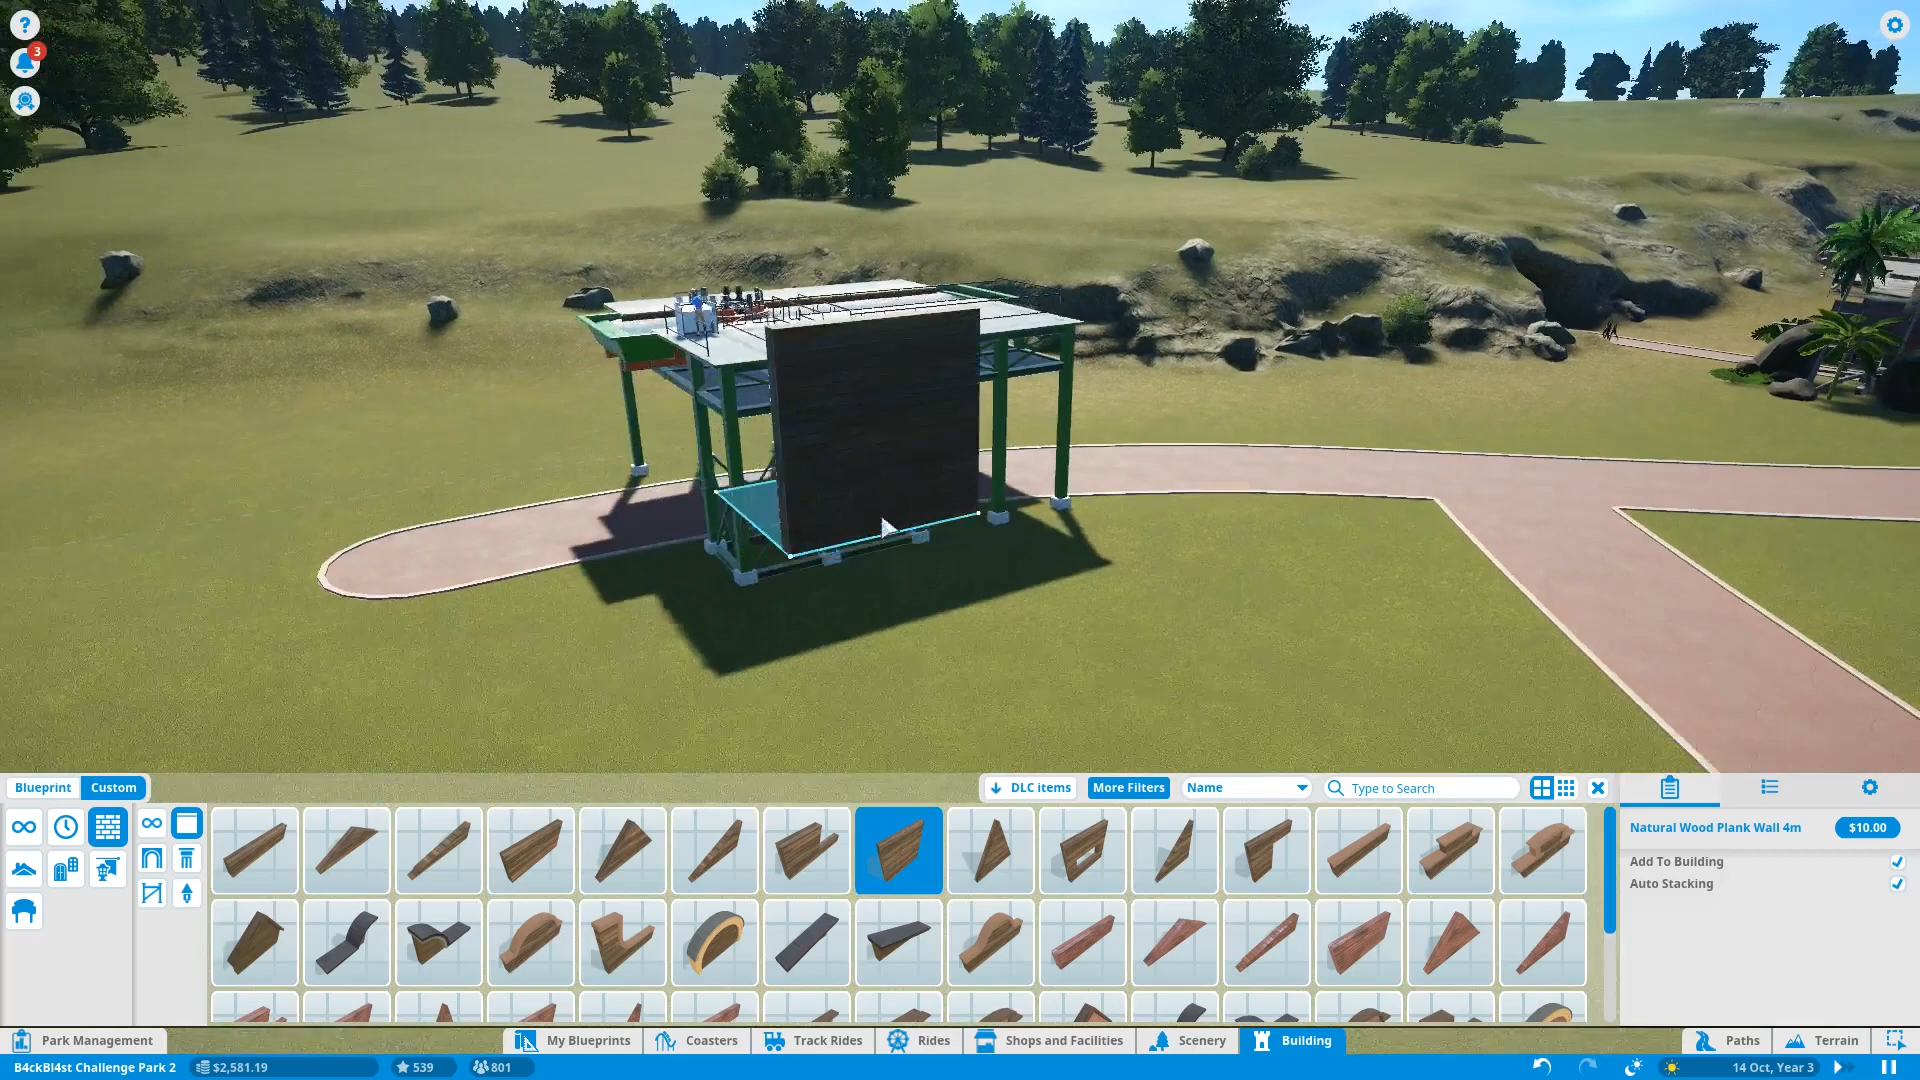 ?
3
Blueprint Custom
DLC items More Filters Name Type to Search
Natural Wood Plank Wall 4m $10.00
Add To Building
Auto Stacking
Park Management My Blueprints Coasters Track Rides Rides Shops and Facilities Scenery Building Paths Terrain
B4ckBl4st Challenge Park 2 $2,581.19 539 801 14 Oct, Year 3